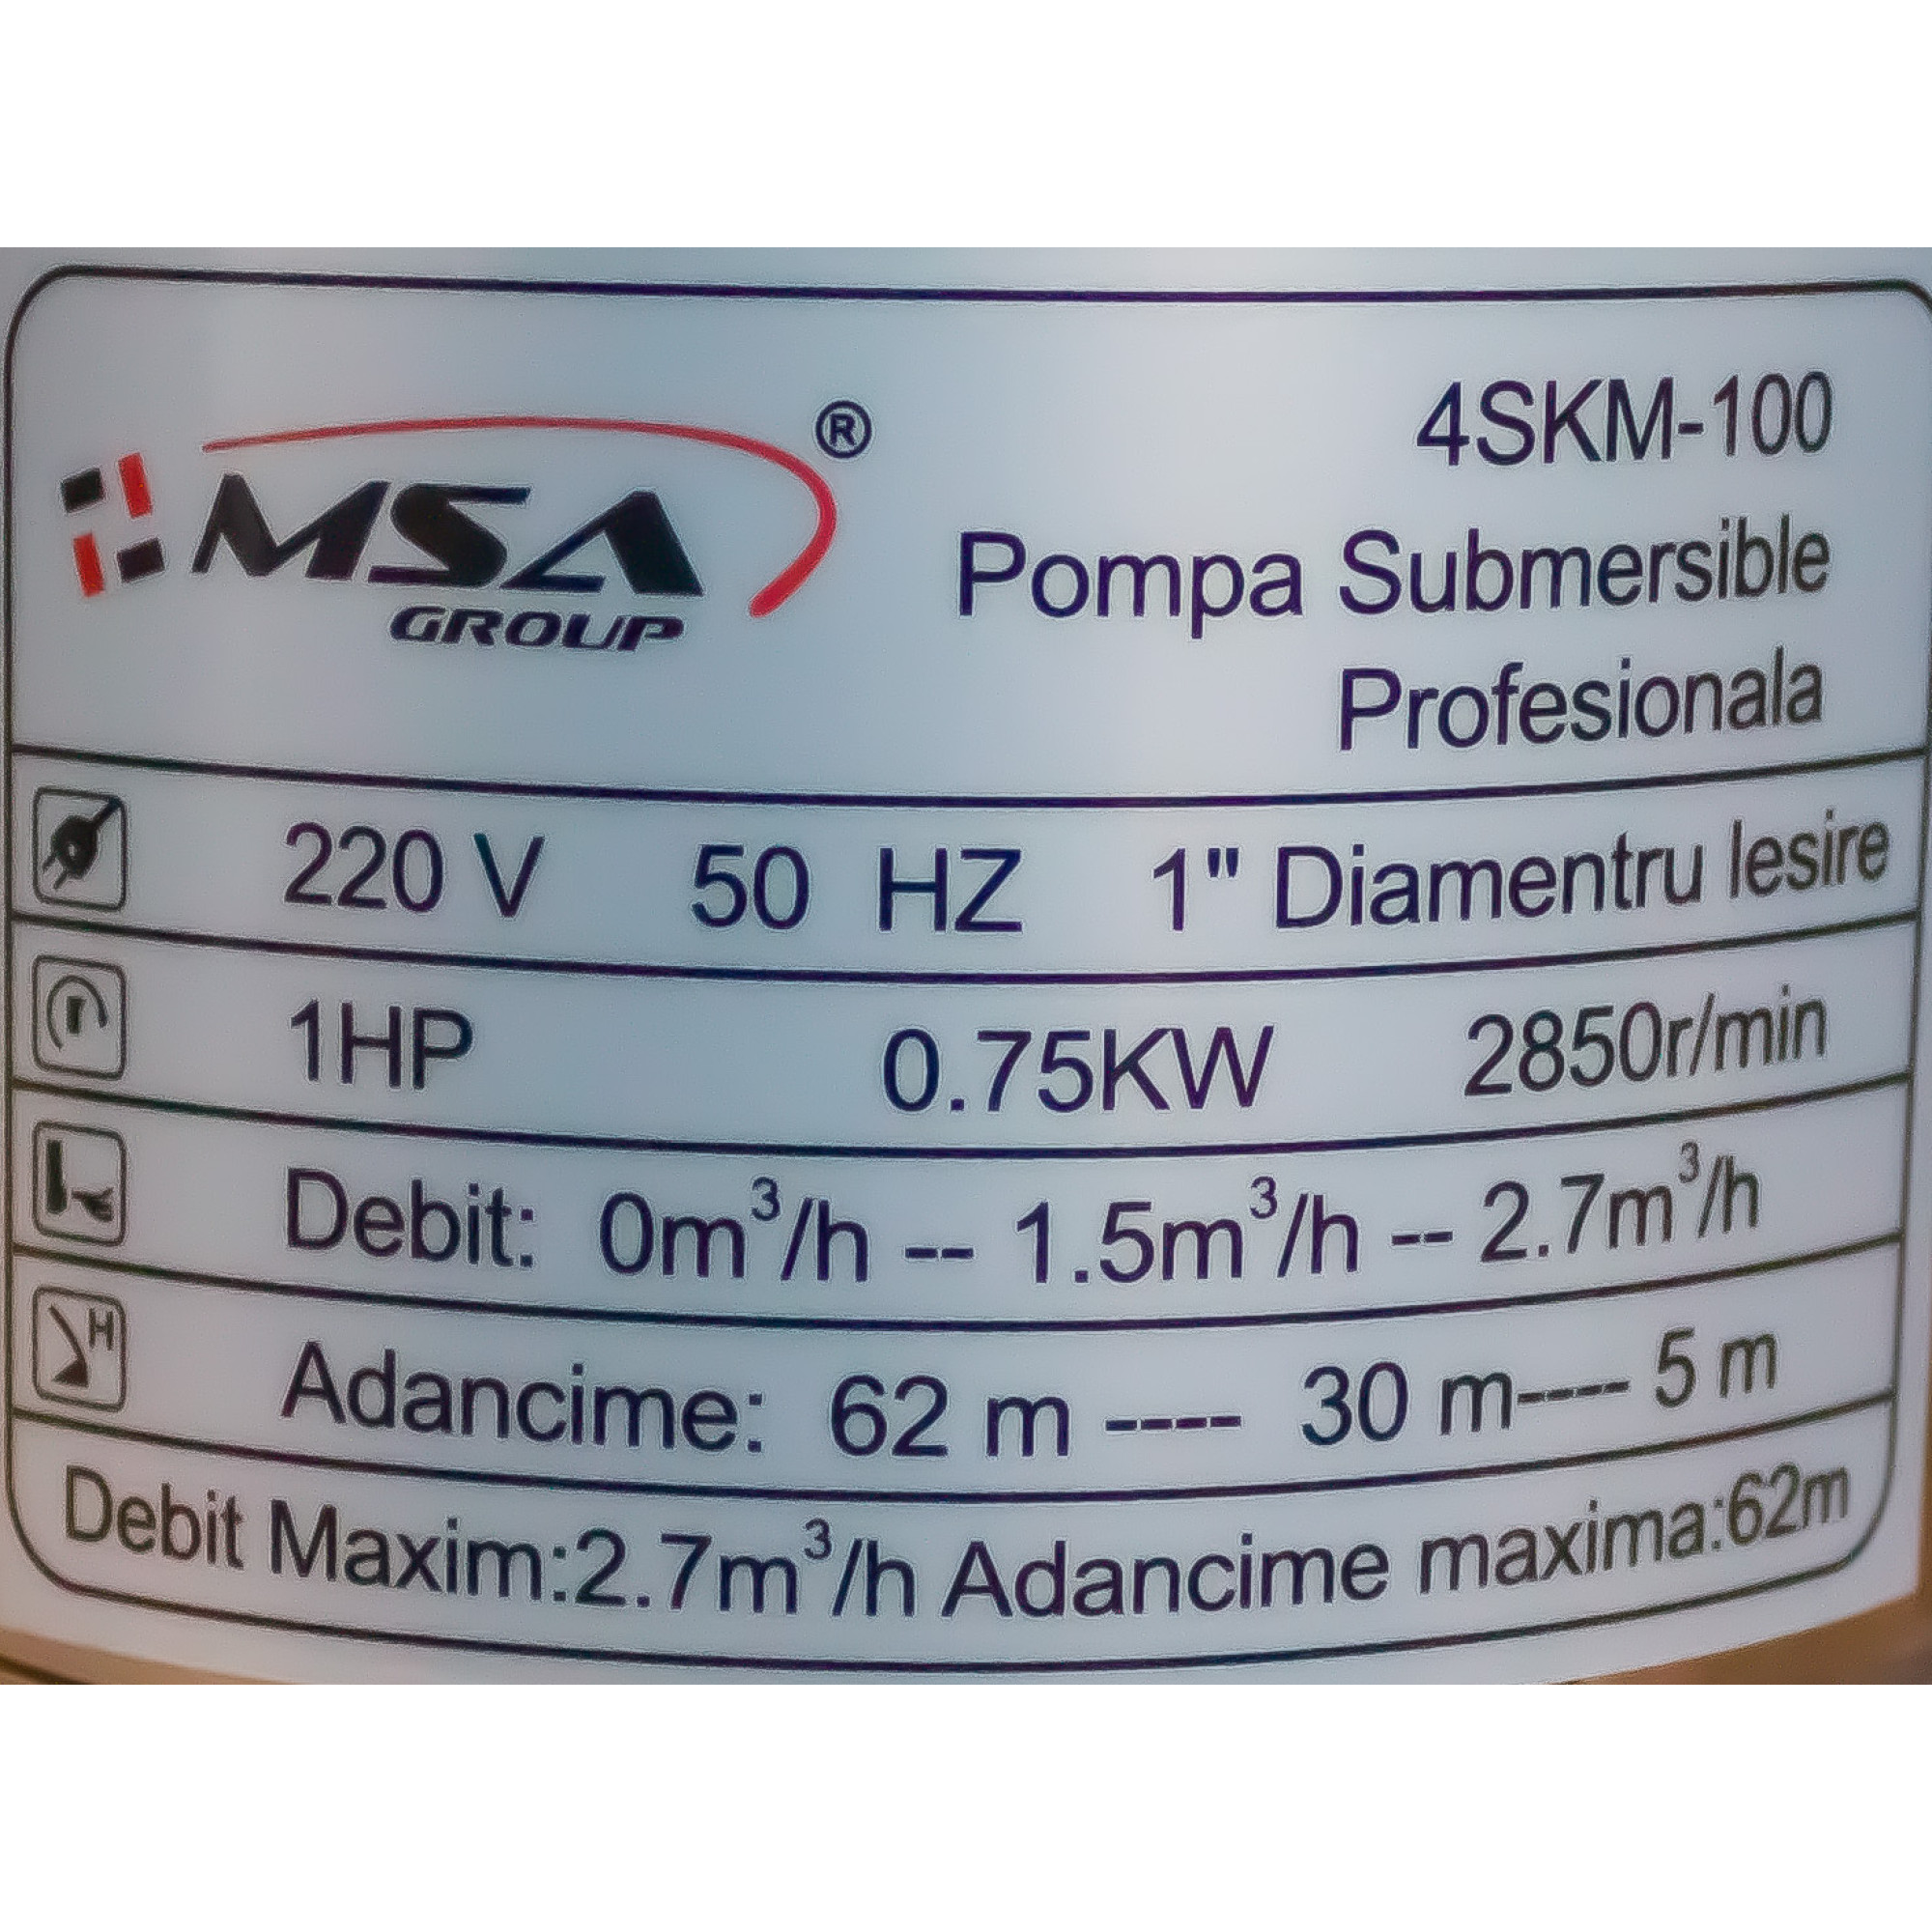 MSA ®
GROUP
4SKM-100
Pompa Submersible
Profesionala
220 V 50 HZ 1" Diamentru Iesire
1HP 0.75KW 2850r/min
Debit: 0m³/h -- 1.5m³/h -- 2.7m³/h
H Adancime: 62 m ---- 30 m---- 5 m
Debit Maxim:2.7m³/h Adancime maxima:62m